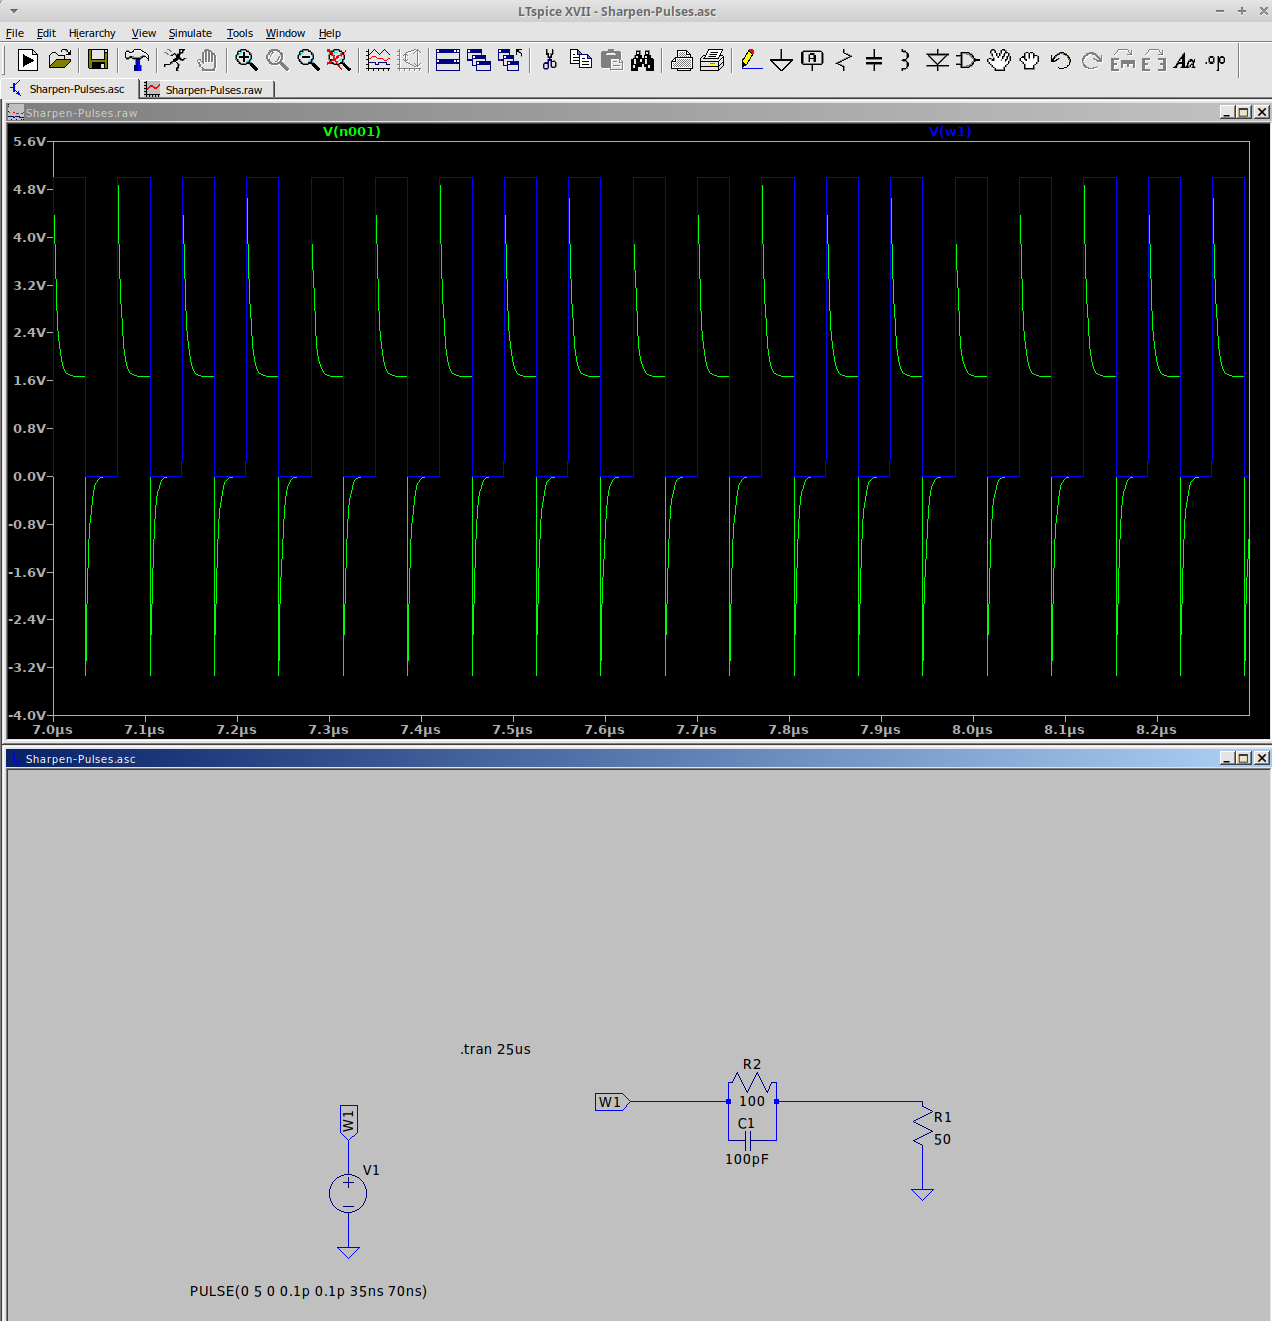 LTspice XVII - Sharpen-Pulses.asc
File Edit Hierarchy View Simulate Tools Window Help
Aa .op
Sharpen-Pulses.asc Sharpen-Pulses.raw
Sharpen-Pulses.raw
V(n001) V(w1)
5.6V
4.8V
4.0V
3.2V
2.4V
1.6V
0.8V
0.0V
-0.8V
-1.6V
-2.4V
-3.2V
-4.0V
7.0µs 7.1µs 7.2µs 7.3µs 7.4µs 7.5µs 7.6µs 7.7µs 7.8µs 7.9µs 8.0µs 8.1µs 8.2µs
Sharpen-Pulses.asc
.tran 25us
R2
W1
100
C1
100pF
R1
50
W1
V1
PULSE(0 5 0 0.1p 0.1p 35ns 70ns)